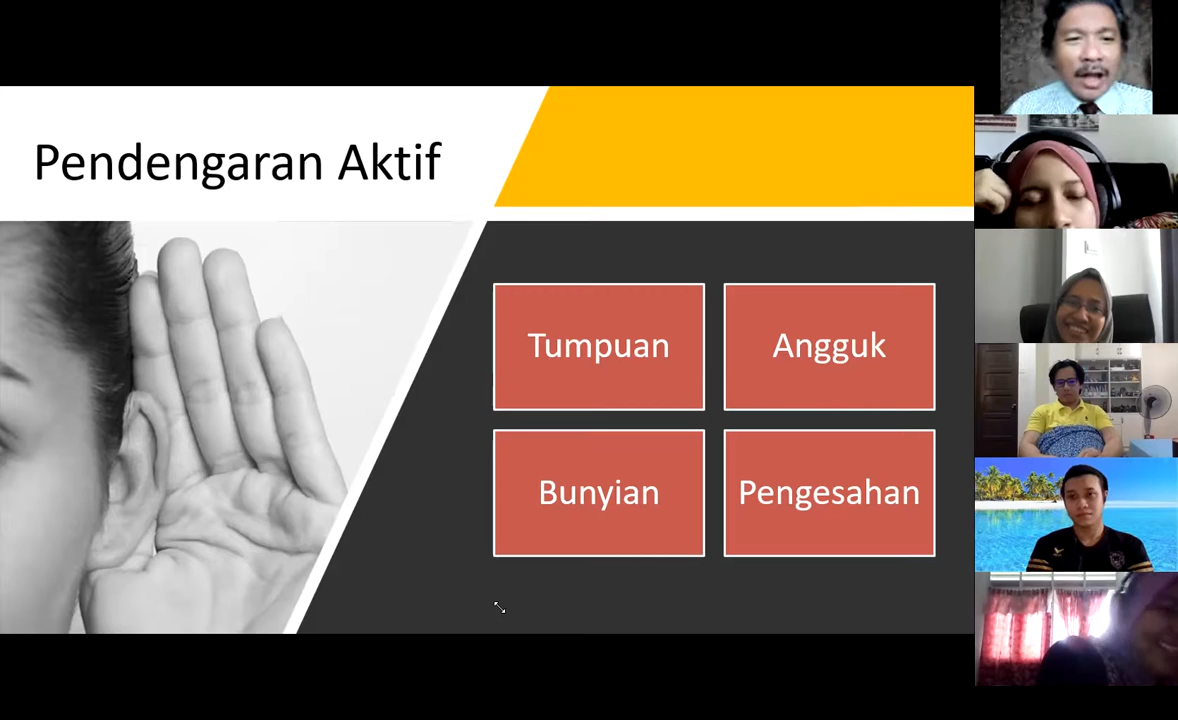 Pendengaran Aktif
Tumpuan
Angguk
Bunyian
Pengesahan